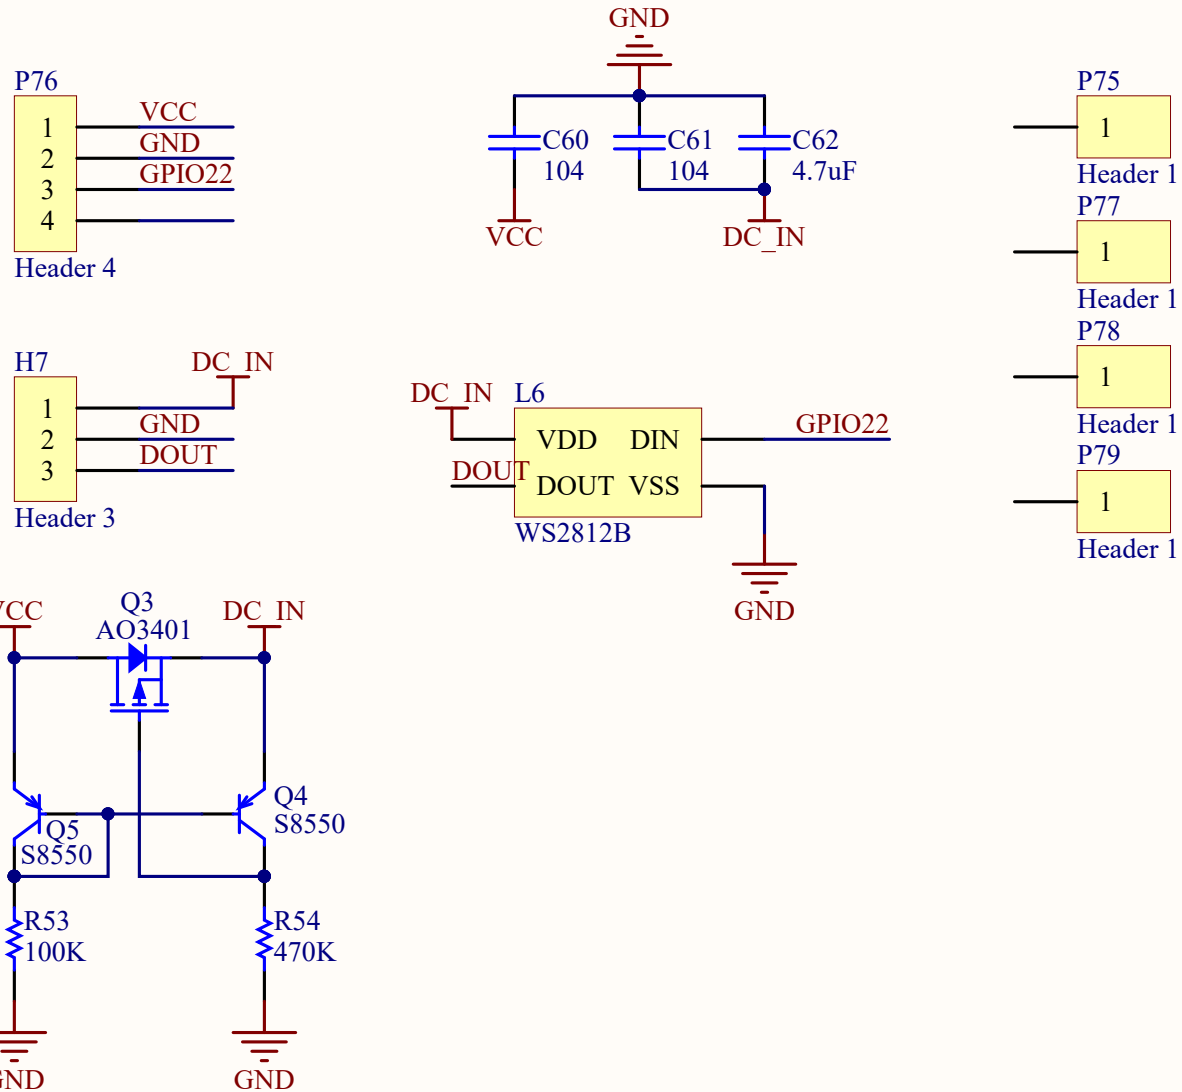 GND
P76
1
2
3
4
VCC
GND
GPIO22
Header 4
C60
104
C61
104
C62
4.7uF
VCC
DC_IN
P75
1
Header 1
P77
1
Header 1
P78
1
Header 1
P79
1
Header 1
H7
DC_IN
1
2
3
GND
DOUT
Header 3
DC_IN
L6
VDD
DIN
GPIO22
DOUT
DOUT
VSS
WS2812B
GND
VCC
Q3
AO3401
DC_IN
Q5
S8550
Q4
S8550
R53
100K
R54
470K
GND
GND